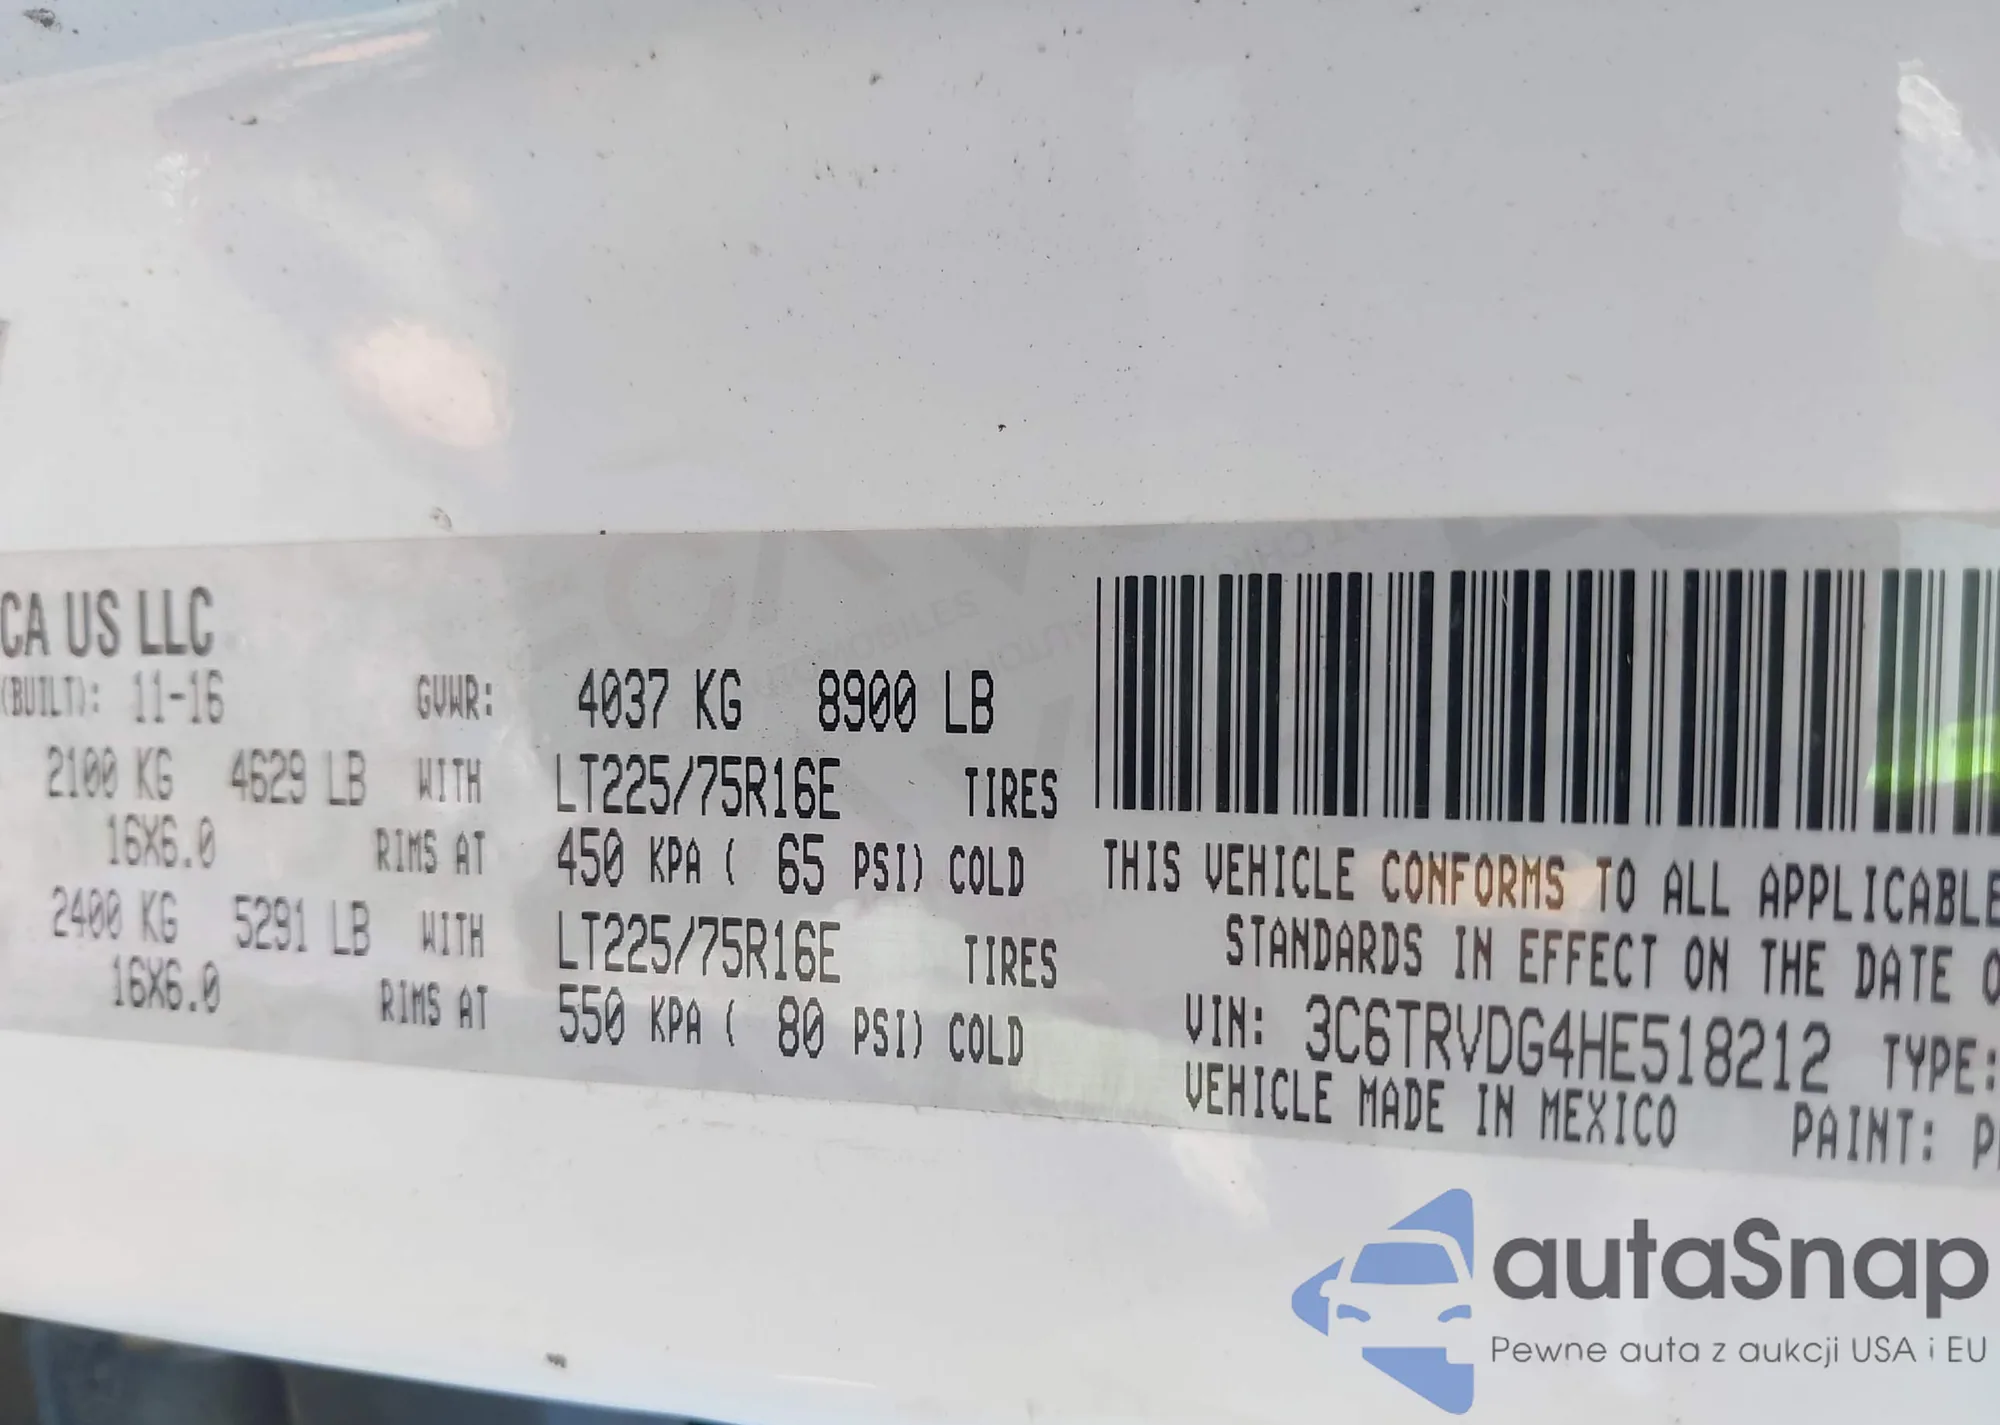 CA US LLC
(BUILT): 11-16 GVWR: 4037 KG 8900 LB
2100 KG 4629 LB WITH LT225/75R16E TIRES
16X6.0 RIMS AT 450 KPA ( 65 PSI) COLD
2400 KG 5291 LB WITH LT225/75R16E TIRES
16X6.0 RIMS AT 550 KPA ( 80 PSI) COLD
THIS VEHICLE CONFORMS TO ALL APPLICABLE
STANDARDS IN EFFECT ON THE DATE O
VIN: 3C6TRVDG4HE518212 TYPE:
VEHICLE MADE IN MEXICO PAINT: P
autaSnap
Pewne auta z aukcji USA i EU